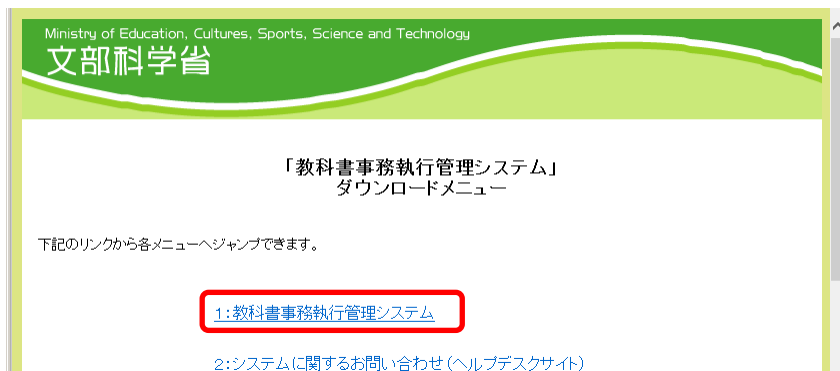 Ministry of Education, Cultures, Sports, Science and Technology
文部科学省
「教科書事務執行管理システム」
ダウンロードメニュー
下記のリンクから各メニューへジャンプできます。
1:教科書事務執行管理システム
2:システムに関するお問い合わせ(ヘルプデスクサイト)